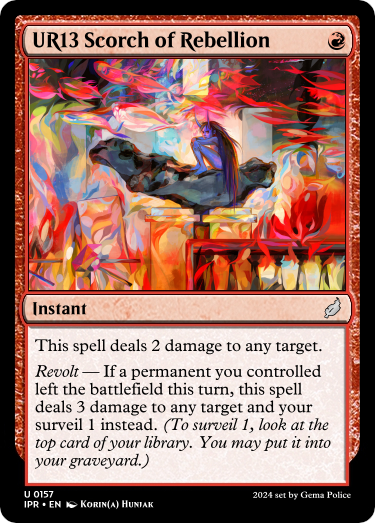 UR13 Scorch of Rebellion
Instant
This spell deals 2 damage to any target.
Revolt — If a permanent you controlled
left the battlefield this turn, this spell
deals 3 damage to any target and your
surveil 1 instead. (To surveil 1, look at the
top card of your library. You may put it into
your graveyard.)
U 0157
2024 set by Gema Police
IPR • EN Korin(a) Huniak